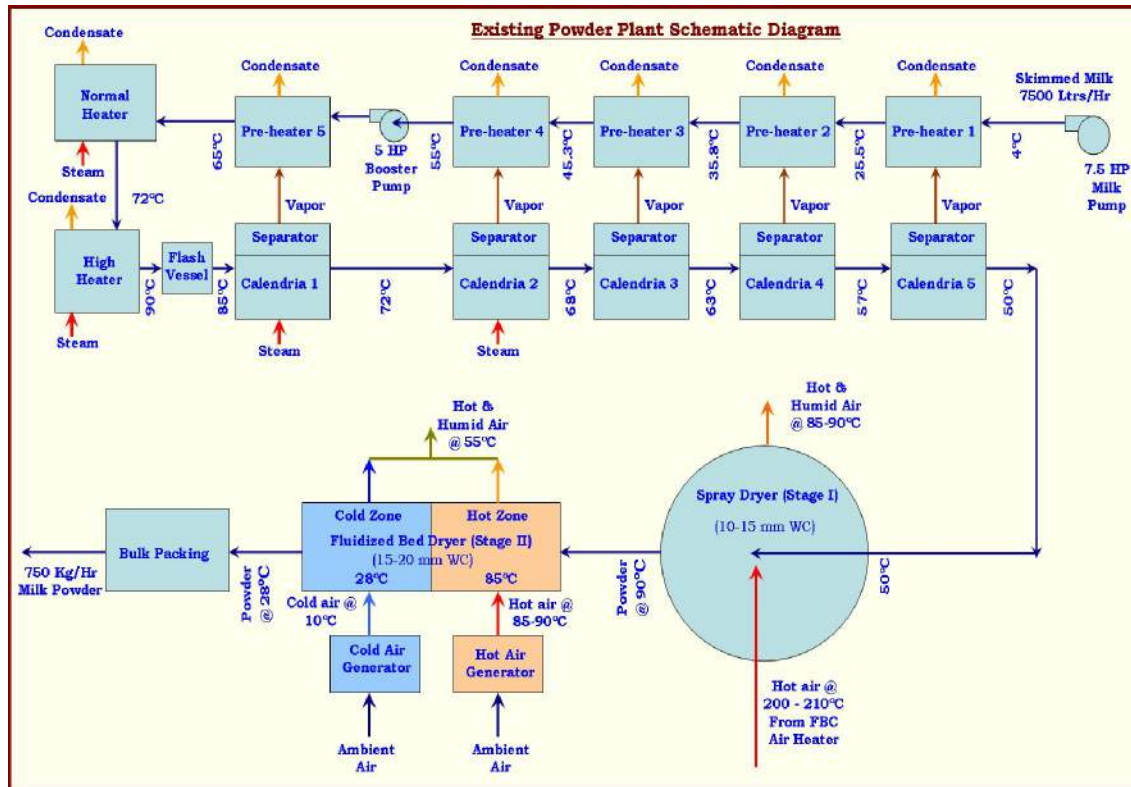 Existing Powder Plant Schematic Diagram
Condensate
Normal
Heater
Steam
Condensate
72°C
65°C
Condensate
Pre-heater 5
Vapor
5 HP
Booster
Pump
55°C
Condensate
Pre-heater 4
Vapor
45.3°C
Condensate
Pre-heater 3
Vapor
35.8°C
Condensate
Pre-heater 2
Vapor
25.5°C
Condensate
Pre-heater 1
Vapor
4°C
Skimmed Milk
7500 Ltrs/Hr
7.5 HP
Milk
Pump
High
Heater
Steam
90°C
Flash
Vessel
85°C
Separator
Calendria 1
Steam
72°C
Separator
Calendria 2
Steam
68°C
Separator
Calendria 3
63°C
Separator
Calendria 4
57°C
Separator
Calendria 5
50°C
Hot &
Humid Air
@ 85-90°C
Spray Dryer (Stage I)
(10-15 mm WC)
50°C
Hot air @
200 - 210°C
From FBC
Air Heater
Powder
@ 90°C
Hot &
Humid Air
@ 55°C
Cold Zone
Hot Zone
Fluidized Bed Dryer (Stage II)
(15-20 mm WC)
28°C
85°C
Cold air @
10°C
Hot air @
85-90°C
Cold Air
Generator
Hot Air
Generator
Ambient
Air
Ambient
Air
Powder
@ 28°C
Bulk Packing
750 Kg/Hr
Milk Powder